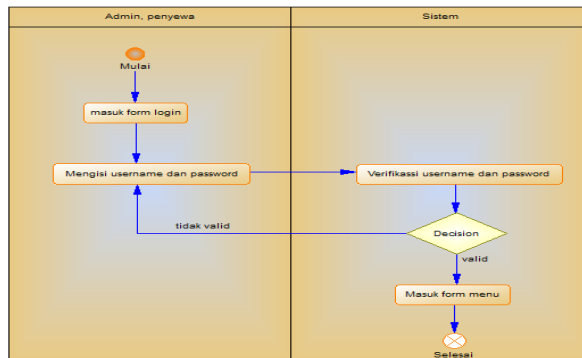 Admin, penyewa
Sistem
Mulai
masuk form login
Mengisi username dan password
Verifikassi username dan password
tidak valid
Decision
valid
Masuk form menu
Selesai